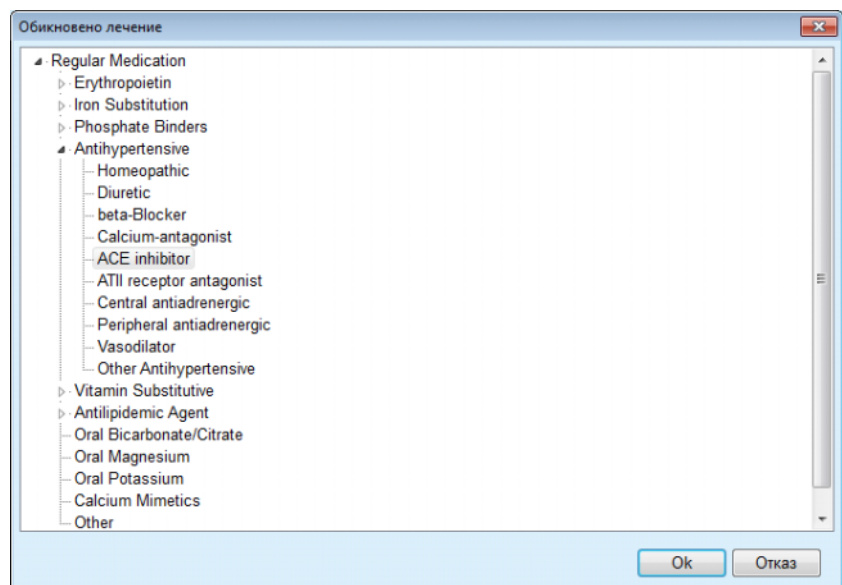 Обикновено лечение
Regular Medication
Erythropoietin
Iron Substitution
Phosphate Binders
Antihypertensive
Homeopathic
Diuretic
beta-Blocker
Calcium-antagonist
ACE inhibitor
ATII receptor antagonist
Central antiadrenergic
Peripheral antiadrenergic
Vasodilator
Other Antihypertensive
Vitamin Substitutive
Antilipidemic Agent
Oral Bicarbonate/Citrate
Oral Magnesium
Oral Potassium
Calcium Mimetics
Other
Ok Отказ